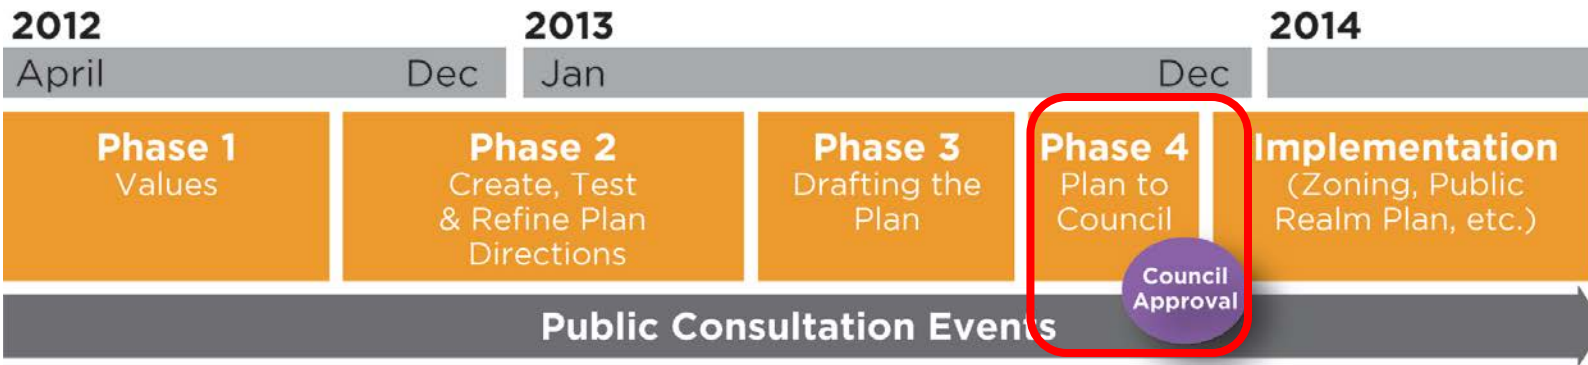 2012
2013
2014
April
Dec
Jan
Dec
Phase 1
Values
Phase 2
Create, Test
& Refine Plan
Directions
Phase 3
Drafting the
Plan
Phase 4
Plan to
Council
Council
Approval
Implementation
(Zoning, Public
Realm Plan, etc.)
Public Consultation Events